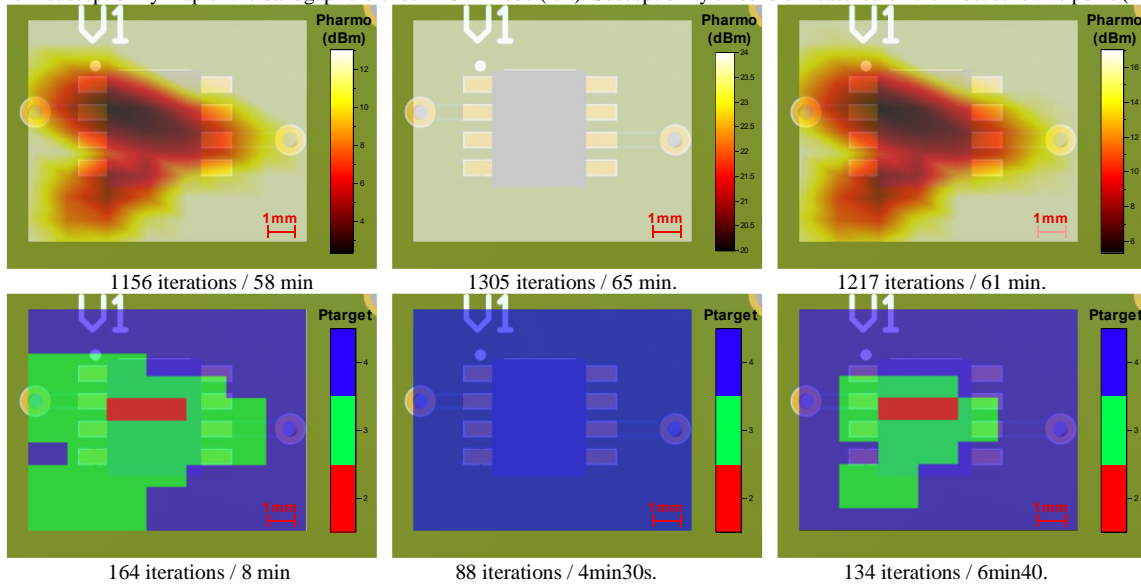 Pharmo
(dBm)
12
10
8
6
4
V1
1mm
Pharmo
(dBm)
24
23.5
23
22.5
22
21.5
21
20.5
20
V1
1mm
Pharmo
(dBm)
16
14
12
10
8
6
V1
1mm
1156 iterations / 58 min
1305 iterations / 65 min.
1217 iterations / 61 min.
Ptarget
4
3
2
V1
1mm
Ptarget
4
3
2
V1
1mm
Ptarget
4
3
2
V1
1mm
164 iterations / 8 min
88 iterations / 4min30s.
134 iterations / 6min40.